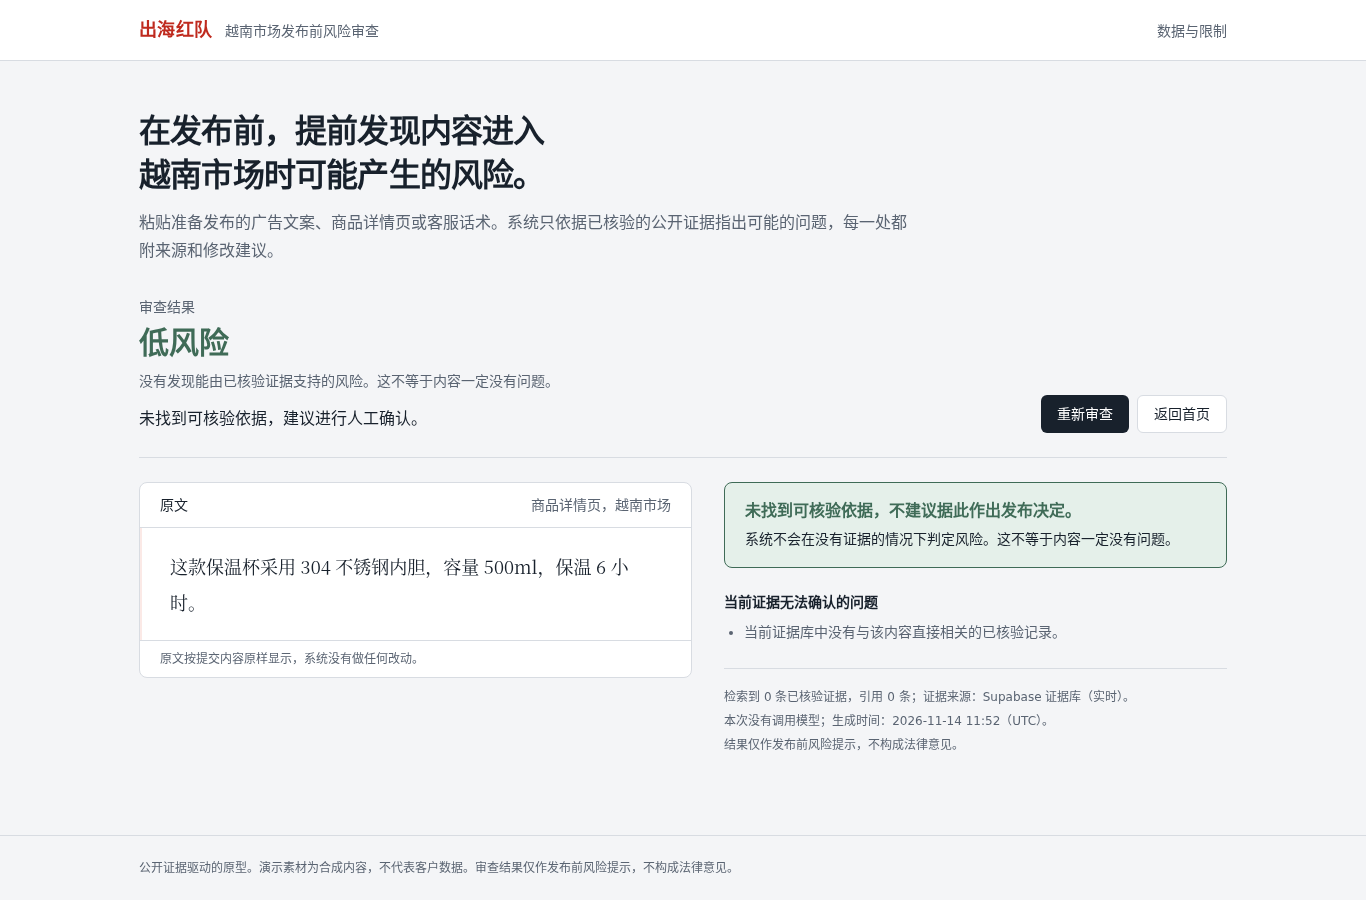 出海红队 越南市场发布前风险审查 数据与限制
在发布前，提前发现内容进入
越南市场时可能产生的风险。
粘贴准备发布的广告文案、商品详情页或客服话术。系统只依据已核验的公开证据指出可能的问题，每一处都
附来源和修改建议。
审查结果
低风险
没有发现能由已核验证据支持的风险。这不等于内容一定没有问题。
未找到可核验依据，建议进行人工确认。
重新审查 返回首页
原文 商品详情页，越南市场
这款保温杯采用 304 不锈钢内胆，容量 500ml，保温 6 小
时。
原文按提交内容原样显示，系统没有做任何改动。
未找到可核验依据，不建议据此作出发布决定。
系统不会在没有证据的情况下判定风险。这不等于内容一定没有问题。
当前证据无法确认的问题
• 当前证据库中没有与该内容直接相关的已核验记录。
检索到 0 条已核验证据，引用 0 条；证据来源：Supabase 证据库（实时）。
本次没有调用模型；生成时间：2026-11-14 11:52（UTC）。
结果仅作发布前风险提示，不构成法律意见。
公开证据驱动的原型。演示素材为合成内容，不代表客户数据。审查结果仅作发布前风险提示，不构成法律意见。